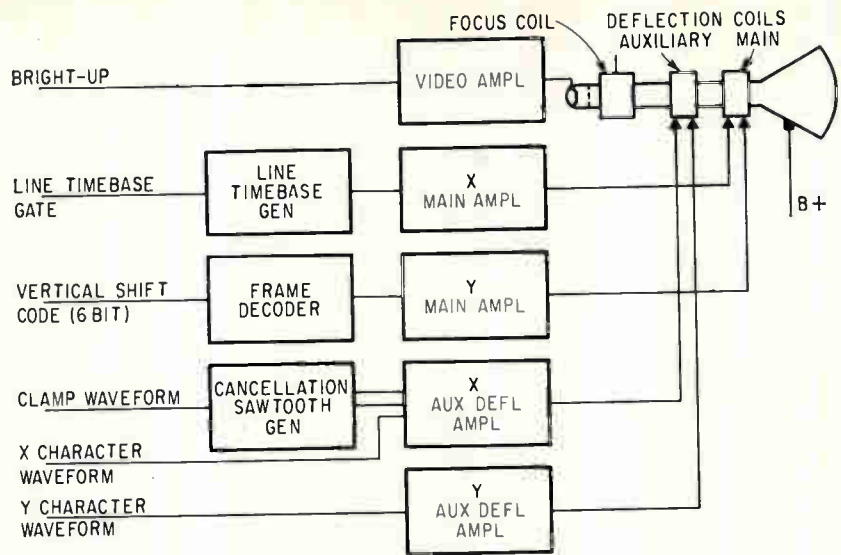 FOCUS COIL
DEFLECTION COILS
AUXILIARY MAIN
BRIGHT-UP
VIDEO AMPL
LINE TIMEBASE
GATE
LINE
TIMEBASE
GEN
X
MAIN AMPL
B+
VERTICAL SHIFT
CODE (6 BIT)
FRAME
DECODER
Y
MAIN AMPL
CLAMP WAVEFORM
CANCELLATION
SAWTOOTH
GEN
X
AUX DEFL
AMPL
X CHARACTER
WAVEFORM
Y CHARACTER
WAVEFORM
Y
AUX DEFL
AMPL